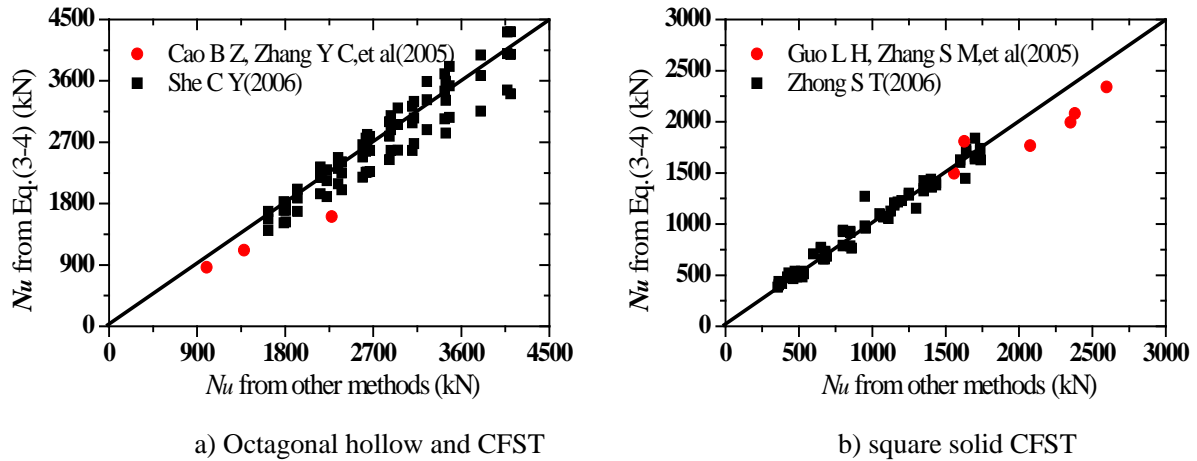 4500
3600
2700
1800
900
0
Nu from Eq.(3-4) (kN)
Cao B Z, Zhang Y C,et al(2005)
She C Y(2006)
0 900 1800 2700 3600 4500
Nu from other methods (kN)
a) Octagonal hollow and CFST
3000
2500
2000
1500
1000
500
0
Nu from Eq.(3-4) (kN)
Guo L H, Zhang S M,et al(2005)
Zhong S T(2006)
0 500 1000 1500 2000 2500 3000
Nu from other methods (kN)
b) square solid CFST